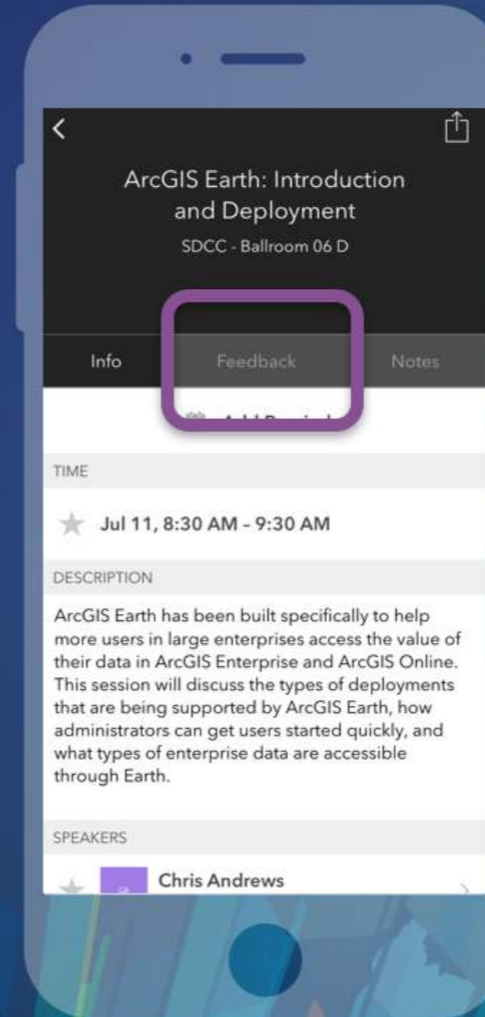 ArcGIS Earth: Introduction
and Deployment
SDCC - Ballroom 06 D
Info Feedback Notes
TIME
Jul 11, 8:30 AM – 9:30 AM
DESCRIPTION
ArcGIS Earth has been built specifically to help
more users in large enterprises access the value of
their data in ArcGIS Enterprise and ArcGIS Online.
This session will discuss the types of deployments
that are being supported by ArcGIS Earth, how
administrators can get users started quickly, and
what types of enterprise data are accessible
through Earth.
SPEAKERS
Chris Andrews